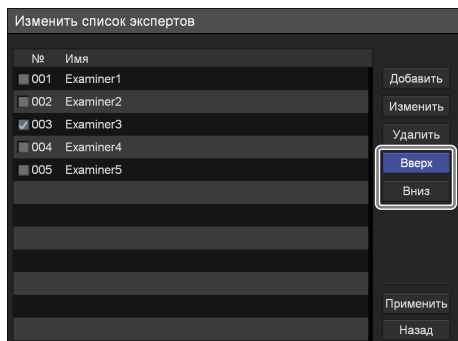 Изменить список экспертов
№ Имя
001 Examiner1
002 Examiner2
003 Examiner3
004 Examiner4
005 Examiner5
Добавить
Изменить
Удалить
Вверх
Вниз
Применить
Назад